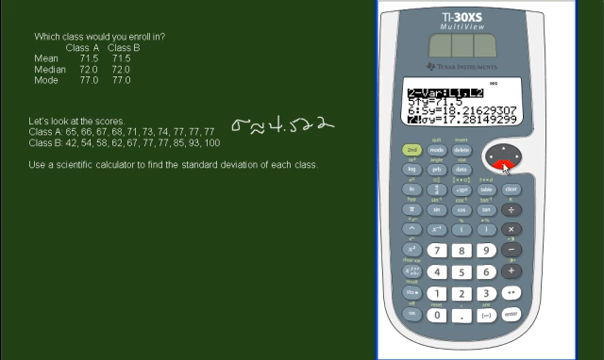 Which class would you enroll in?
Class A Class B
Mean 71.5 71.5
Median 72.0 72.0
Mode 77.0 77.0
Let's look at the scores.
Class A: 65, 66, 67, 68, 71, 73, 74, 77, 77, 77
Class B: 42, 54, 58, 62, 67, 77, 77, 85, 93, 100
σ ≈ 4.522
Use a scientific calculator to find the standard deviation of each class.
TI-30XS
MultiView
TEXAS INSTRUMENTS
2-Var:L1,L2
5:ȳ=71.5
6:Sy=18.21629307
7:σy=17.28149299
2nd mode delete
log prb data
ln table clear
π sin cos tan ÷
^ ( ) ×
x² 7 8 9 −
4 5 6 +
1 2 3
on 0 . (−) enter